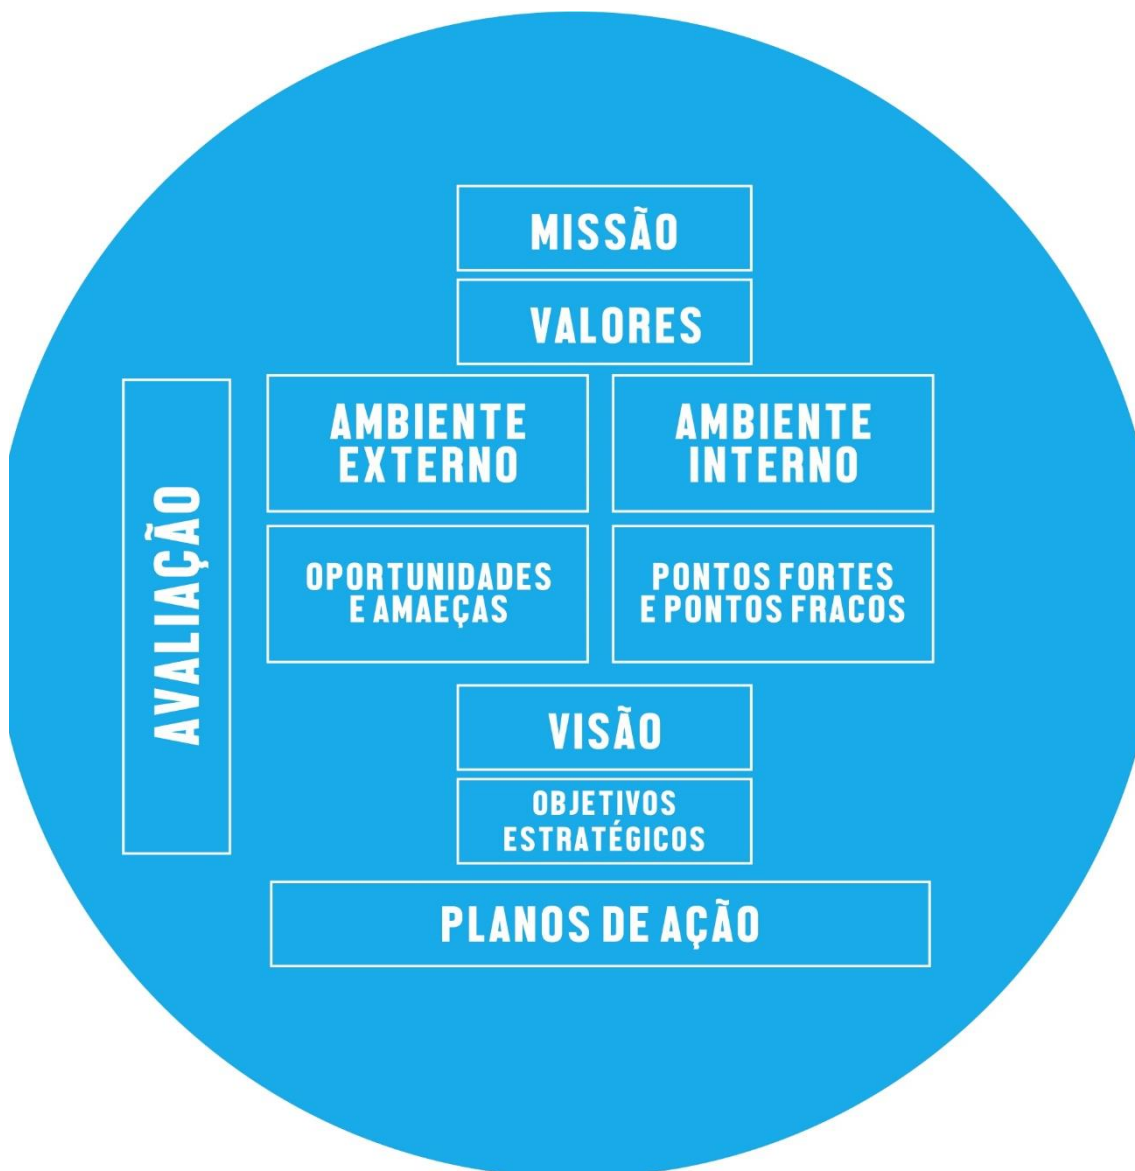 MISSÃO
VALORES
AMBIENTE
EXTERNO
AMBIENTE
INTERNO
OPORTUNIDADES
E AMAEÇAS
PONTOS FORTES
E PONTOS FRACOS
AVALIAÇÃO
VISÃO
OBJETIVOS
ESTRATÉGICOS
PLANOS DE AÇÃO